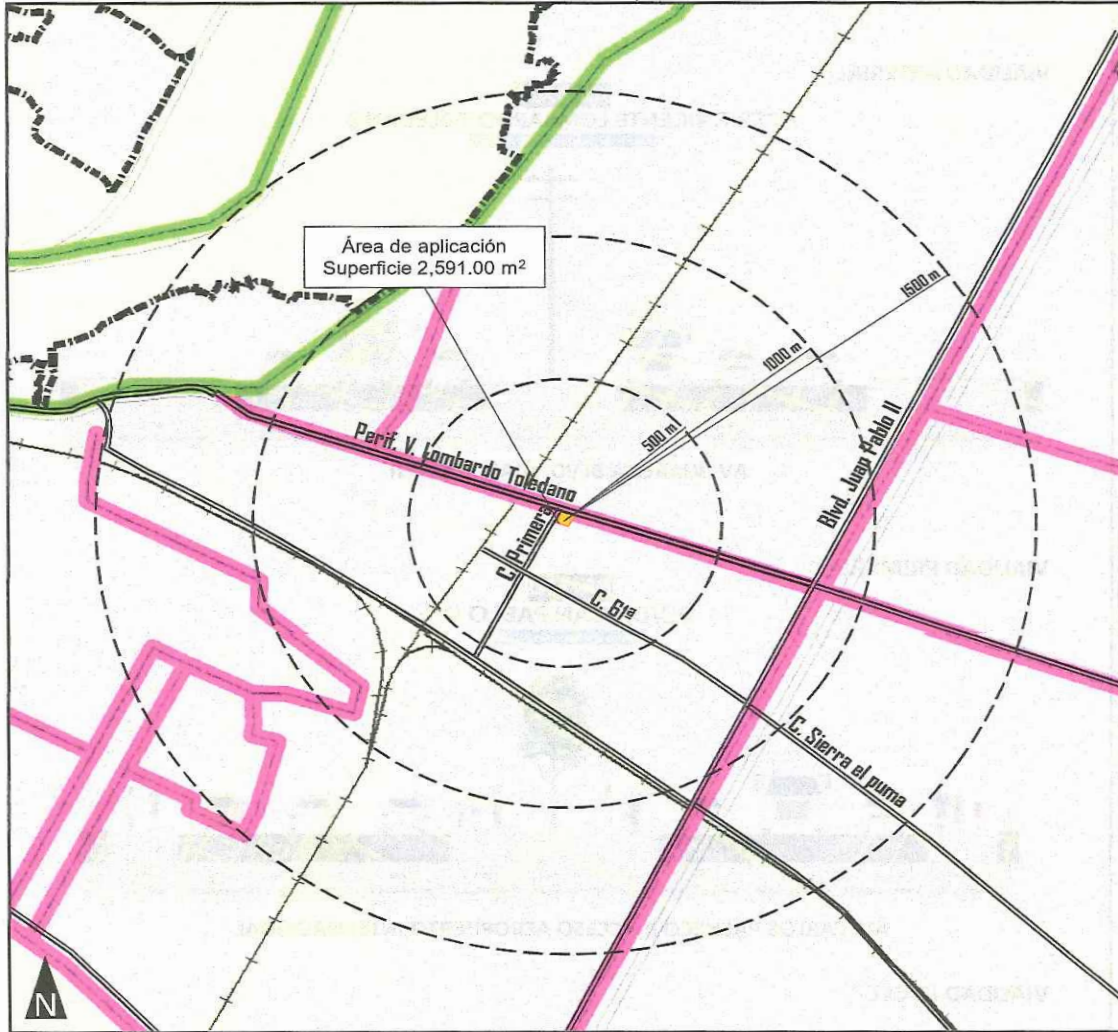 Área de aplicación
Superficie 2,591.00 m²
1500 m
1000 m
500 m
Perif. V. Lombardo Toledano
Blvd. Juan Pablo II
C. Primera
C. 61ª
C. Sierra el puma
N